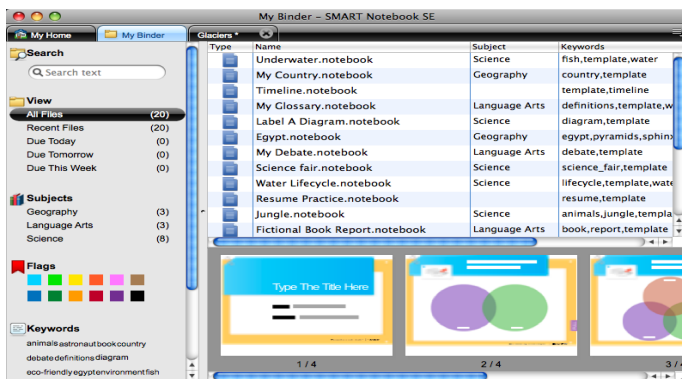 My Binder – SMART Notebook SE
My Home
My Binder
Glaciers *
Search
Search text
View
All Files (20)
Recent Files (20)
Due Today (0)
Due Tomorrow (0)
Due This Week (0)
Subjects
Geography (3)
Language Arts (3)
Science (8)
Flags
Keywords
animals astronaut book country
debate definitions diagram
eco-friendly egypt environment fish
Type Name Subject Keywords
Underwater.notebook Science fish,template,water
My Country.notebook Geography country,template
Timeline.notebook template,timeline
My Glossary.notebook Language Arts definitions,template,w
Label A Diagram.notebook Science diagram,template
Egypt.notebook Geography egypt,pyramids,sphin
My Debate.notebook Language Arts debate,template
Science fair.notebook Science science_fair,template
Water Lifecycle.notebook Science lifecycle,template,wate
Resume Practice.notebook resume,template
Jungle.notebook Science animals,jungle,templa
Fictional Book Report.notebook Language Arts book,report,template
Type The Title Here
1 / 4
2 / 4
3 /